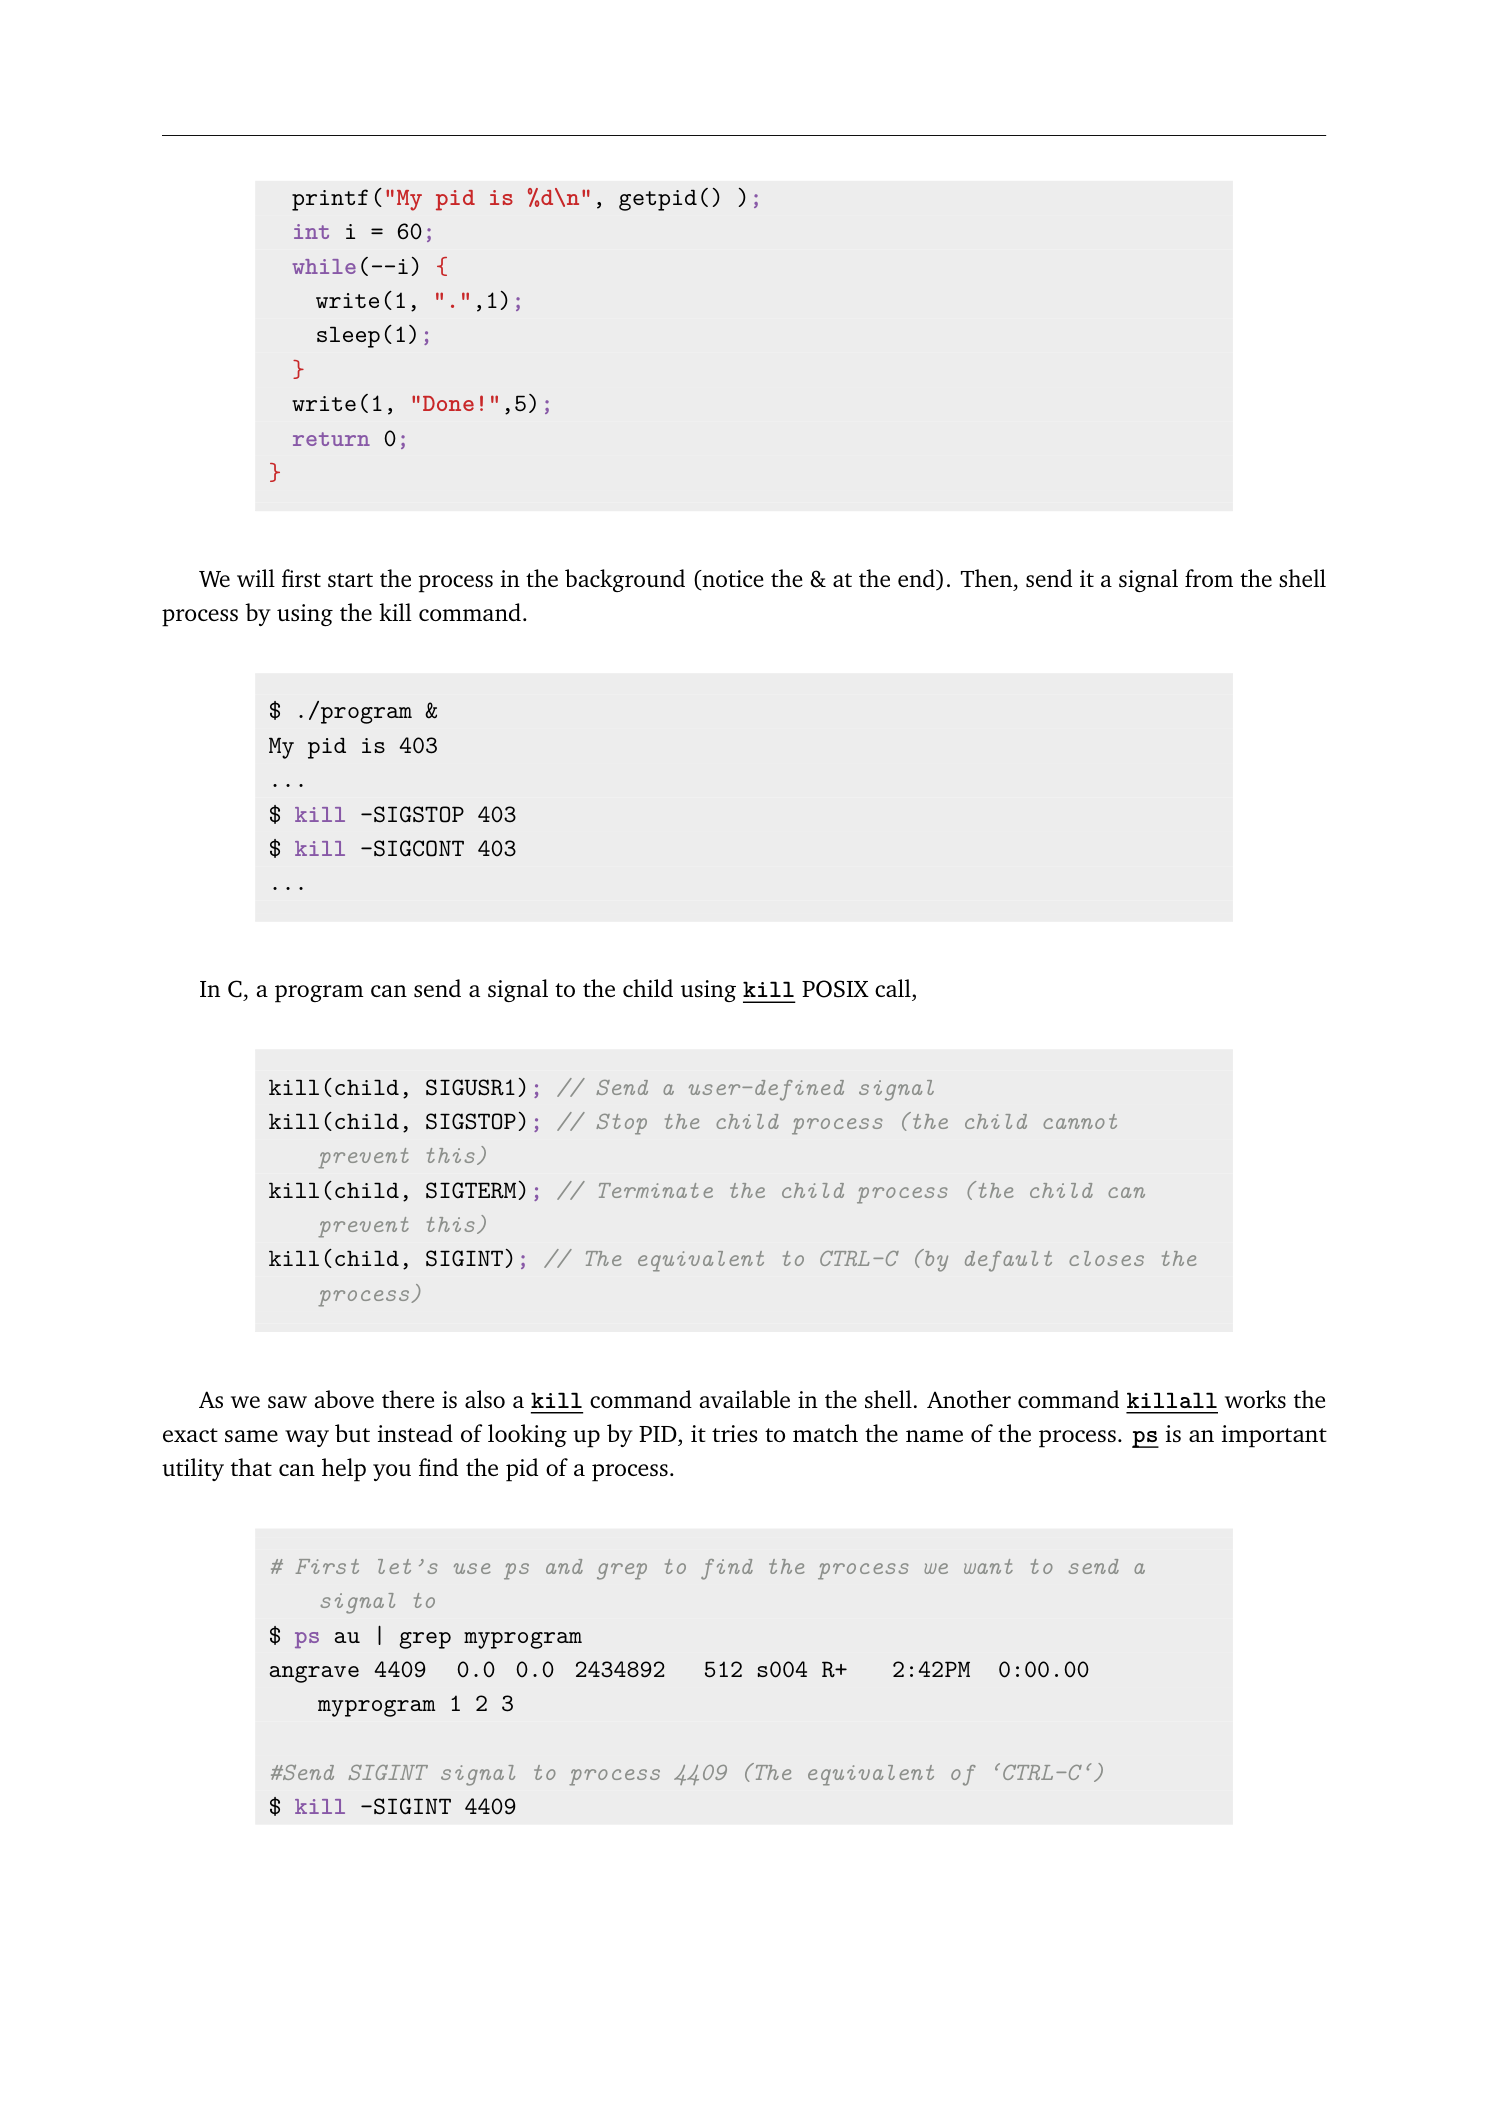 printf("My pid is %d\n", getpid() );
int i = 60;
while(--i) {
write(1, ".",1);
sleep(1);
}
write(1, "Done!",5);
return 0;
}
We will first start the process in the background (notice the & at the end). Then, send it a signal from the shell
process by using the kill command.
$ ./program &
My pid is 403
...
$ kill -SIGSTOP 403
$ kill -SIGCONT 403
...
In C, a program can send a signal to the child using kill POSIX call,
kill(child, SIGUSR1); // Send a user-defined signal
kill(child, SIGSTOP); // Stop the child process (the child cannot
prevent this)
kill(child, SIGTERM); // Terminate the child process (the child can
prevent this)
kill(child, SIGINT); // The equivalent to CTRL-C (by default closes the
process)
As we saw above there is also a kill command available in the shell. Another command killall works the
exact same way but instead of looking up by PID, it tries to match the name of the process. ps is an important
utility that can help you find the pid of a process.
# First let's use ps and grep to find the process we want to send a
signal to
$ ps au | grep myprogram
angrave 4409 0.0 0.0 2434892 512 s004 R+ 2:42PM 0:00.00
myprogram 1 2 3
#Send SIGINT signal to process 4409 (The equivalent of ‘CTRL-C‘)
$ kill -SIGINT 4409